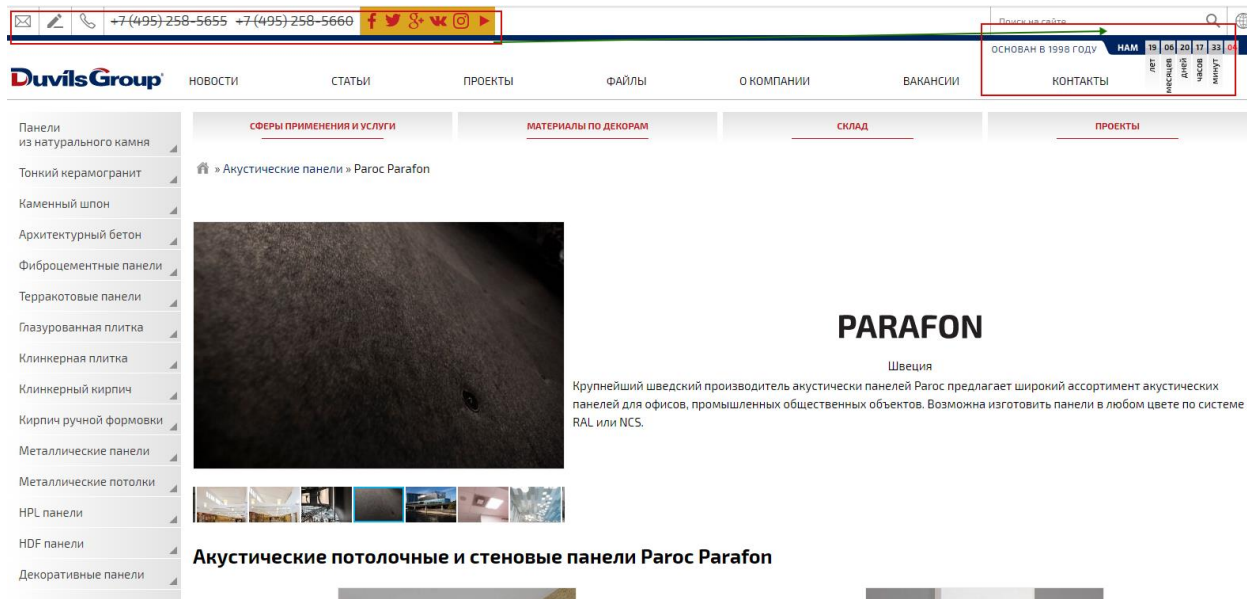 +7 (495) 258-5655 +7 (495) 258-5660
Поиск на сайте
ОСНОВАН В 1998 ГОДУ НАМ 19 06 20 17 33
лет месяцев дней часов минут
DuvilsGroup
НОВОСТИ СТАТЬИ ПРОЕКТЫ ФАЙЛЫ О КОМПАНИИ ВАКАНСИИ КОНТАКТЫ
СФЕРЫ ПРИМЕНЕНИЯ И УСЛУГИ МАТЕРИАЛЫ ПО ДЕКОРАМ СКЛАД ПРОЕКТЫ
Панели
из натурального камня
Тонкий керамогранит
Каменный шпон
Архитектурный бетон
Фиброцементные панели
Терракотовые панели
Глазурованная плитка
Клинкерная плитка
Клинкерный кирпич
Кирпич ручной формовки
Металлические панели
Металлические потолки
HPL панели
HDF панели
Декоративные панели
» Акустические панели » Paroc Parafon
PARAFON
Швеция
Крупнейший шведский производитель акустически панелей Paroc предлагает широкий ассортимент акустических
панелей для офисов, промышленных общественных объектов. Возможна изготовить панели в любом цвете по системе
RAL или NCS.
Акустические потолочные и стеновые панели Paroc Parafon